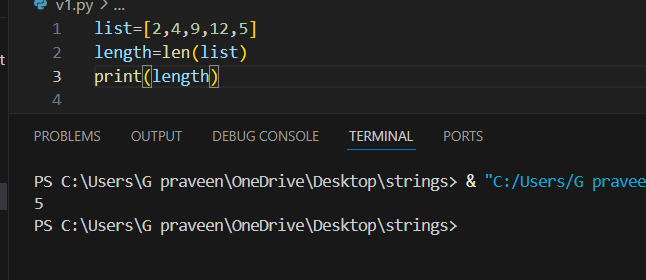 v1.py > ...
1 list=[2,4,9,12,5]
2 length=len(list)
3 print(length)
4
PROBLEMS OUTPUT DEBUG CONSOLE TERMINAL PORTS
PS C:\Users\G praveen\OneDrive\Desktop\strings> & "C:/Users/G pravee
5
PS C:\Users\G praveen\OneDrive\Desktop\strings>